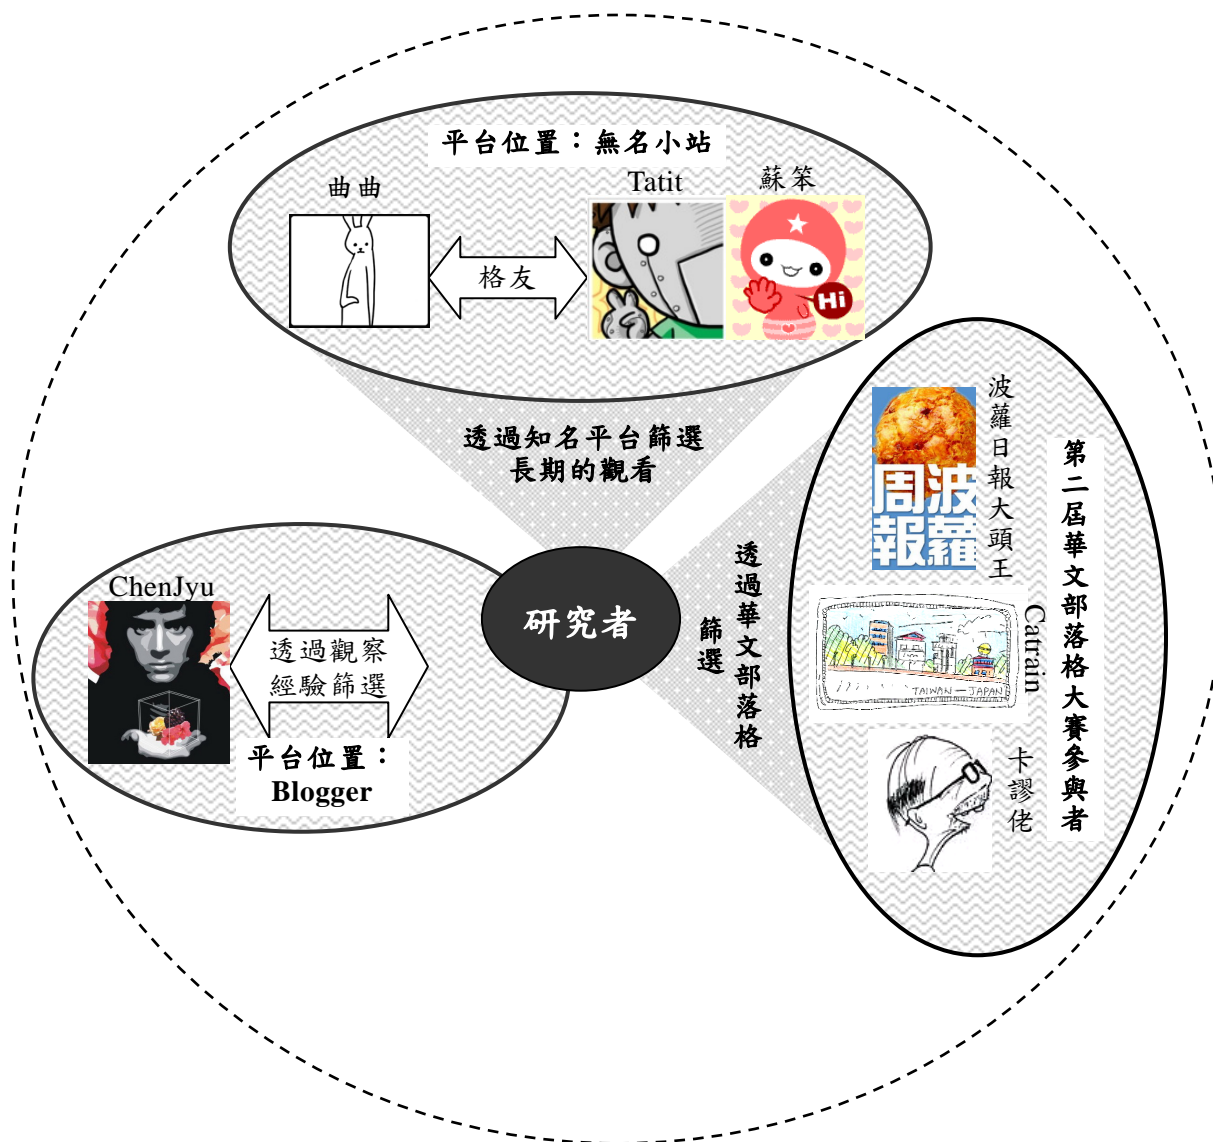 平台位置：無名小站
曲曲
Tatit
蘇笨
格友
Hi
透過知名平台篩選
長期的觀看
波蘿日報大頭王
波蘿
周報
Catrain
TAIWAN — JAPAN
卡謬佬
第二屆華文部落格大賽參與者
透過華文部落格
篩選
研究者
ChenJyu
透過觀察
經驗篩選
平台位置：
Blogger